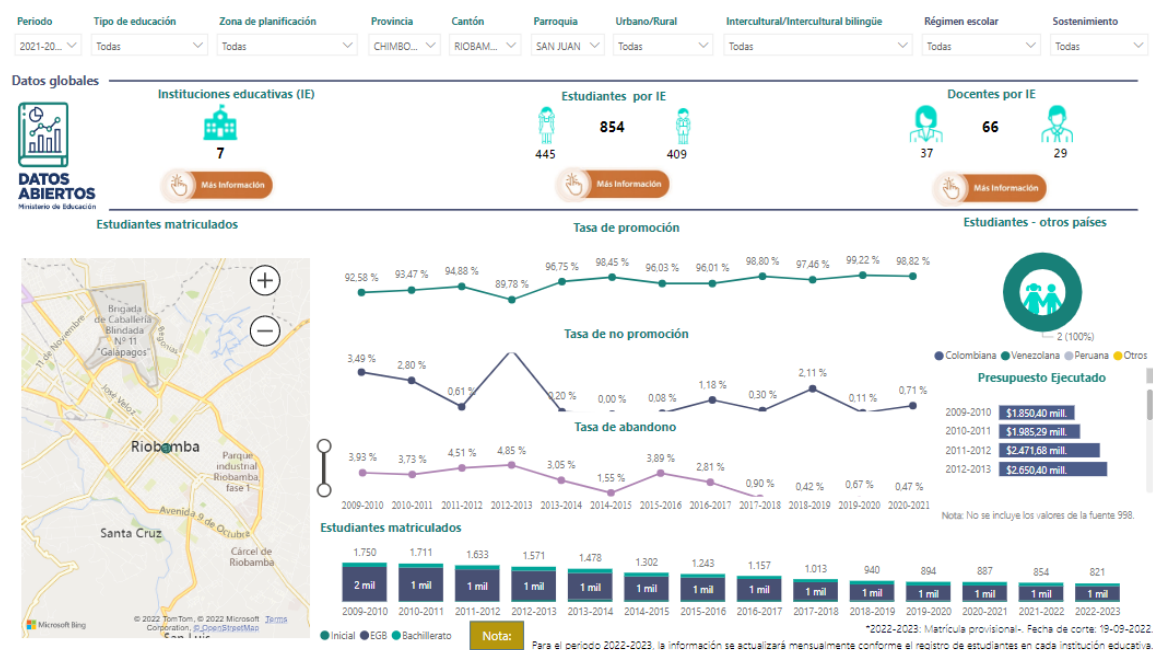 Periodo Tipo de educación Zona de planificación Provincia Cantón Parroquia Urbano/Rural Intercultural/Intercultural bilingüe Régimen escolar Sostenimiento
2021-20... Todas Todas CHIMBO... RIOBAM... SAN JUAN Todas Todas Todas Todas
Datos globales
Instituciones educativas (IE)
7
Más Información
Estudiantes por IE
854
445 409
Más Información
Docentes por IE
66
37 29
Más Información
DATOS
ABIERTOS
Ministerio de Educación
Estudiantes matriculados
Brigada
de Caballería
Blindada
Nº 11
"Galápagos"
11 de Noviembre
Begonias
José Veloz
Riobamba
Parque
industrial
Riobamba
fase 1
Avenida 9 de Octubre
Santa Cruz
Cárcel de
Riobamba
San Luis
Microsoft Bing
© 2022 TomTom, © 2022 Microsoft Terms
Corporation, © OpenStreetMap
Tasa de promoción
92,58 % 93,47 % 94,88 % 89,78 % 96,75 % 98,45 % 96,03 % 96,01 % 98,80 % 97,46 % 99,22 % 98,82 %
Tasa de no promoción
3,49 % 2,80 % 0,61 % 0,20 % 0,00 % 0,08 % 1,18 % 0,30 % 2,11 % 0,11 % 0,71 %
Tasa de abandono
3,93 % 3,73 % 4,51 % 4,85 % 3,05 % 1,55 % 3,89 % 2,81 % 0,90 % 0,42 % 0,67 % 0,47 %
2009-2010 2010-2011 2011-2012 2012-2013 2013-2014 2014-2015 2015-2016 2016-2017 2017-2018 2018-2019 2019-2020 2020-2021
Estudiantes - otros países
2 (100%)
Colombiana Venezolana Peruana Otros
Presupuesto Ejecutado
2009-2010 $1.850,40 mill.
2010-2011 $1.985,29 mill.
2011-2012 $2.471,68 mill.
2012-2013 $2.650,40 mill.
Nota: No se incluye los valores de la fuente 998.
Estudiantes matriculados
1.750 1.711 1.633 1.571 1.478 1.302 1.243 1.157 1.013 940 894 887 854 821
2 mil 1 mil 1 mil 1 mil 1 mil 1 mil 1 mil 1 mil 1 mil 1 mil 1 mil 1 mil 1 mil 1 mil
2009-2010 2010-2011 2011-2012 2012-2013 2013-2014 2014-2015 2015-2016 2016-2017 2017-2018 2018-2019 2019-2020 2020-2021 2021-2022 2022-2023
Inicial EGB Bachillerato
Nota:
*2022-2023: Matrícula provisional-. Fecha de corte: 19-09-2022.
Para el periodo 2022-2023, la información se actualizará mensualmente conforme el registro de estudiantes en cada institución educativa.